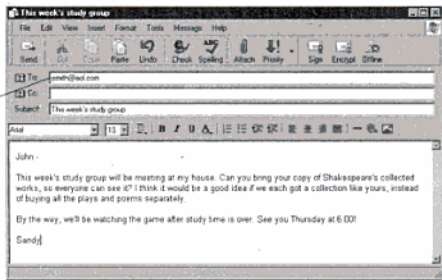 This week's study group
File Edit View Insert Format Tools Message Help
Send Cut Copy Paste Undo Check Spelling Attach Priority Sign Encrypt Offline
To: jsmith@aol.com
Cc:
Subject: This week's study group
Arial 10 B I U A
John -
This week's study group will be meeting at my house. Can you bring your copy of Shakespeare's collected
works, so everyone can see it? I think it would be a good idea if we each got a collection like yours, instead
of buying all the plays and poems separately.
By the way, we'll be watching the game after study time is over. See you Thursday at 6:00!
Sandy